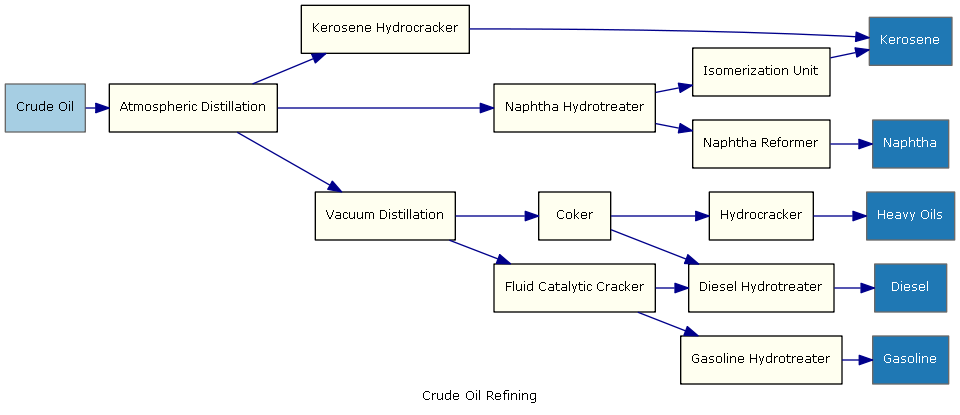 Kerosene Hydrocracker
Kerosene
Isomerization Unit
Crude Oil
Atmospheric Distillation
Naphtha Hydrotreater
Naphtha Reformer
Naphtha
Vacuum Distillation
Coker
Hydrocracker
Heavy Oils
Fluid Catalytic Cracker
Diesel Hydrotreater
Diesel
Gasoline Hydrotreater
Gasoline
Crude Oil Refining